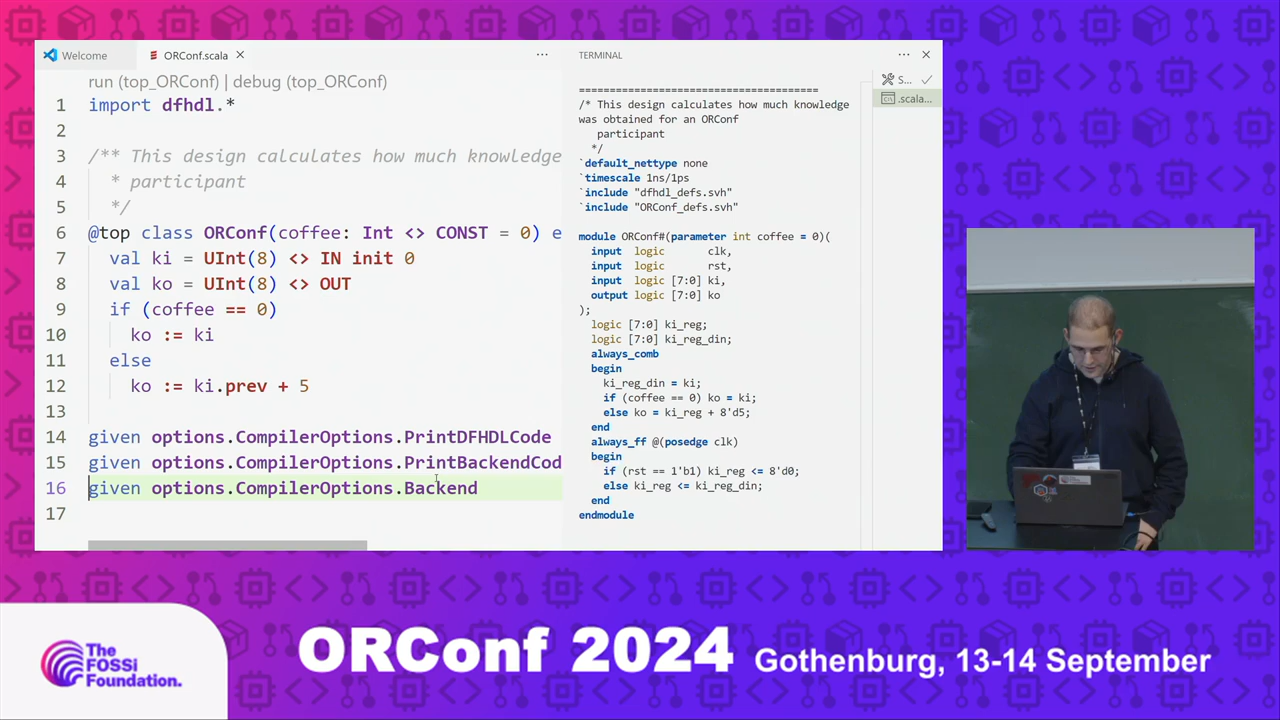 Welcome
ORConf.scala
TERMINAL
run (top_ORConf) | debug (top_ORConf)
1 import dfhdl.*
2
3 /** This design calculates how much knowledge
4 * participant
5 */
6 @top class ORConf(coffee: Int <> CONST = 0) e
7 val ki = UInt(8) <> IN init 0
8 val ko = UInt(8) <> OUT
9 if (coffee == 0)
10 ko := ki
11 else
12 ko := ki.prev + 5
13
14 given options.CompilerOptions.PrintDFHDLCode
15 given options.CompilerOptions.PrintBackendCod
16 given options.CompilerOptions.Backend
17
=======================================
/* This design calculates how much knowledge
was obtained for an ORConf
participant
*/
`default_nettype none
`timescale 1ns/1ps
`include "dfhdl_defs.svh"
`include "ORConf_defs.svh"
module ORConf#(parameter int coffee = 0)(
input logic clk,
input logic rst,
input logic [7:0] ki,
output logic [7:0] ko
);
logic [7:0] ki_reg;
logic [7:0] ki_reg_din;
always_comb
begin
ki_reg_din = ki;
if (coffee == 0) ko = ki;
else ko = ki_reg + 8'd5;
end
always_ff @(posedge clk)
begin
if (rst == 1'b1) ki_reg <= 8'd0;
else ki_reg <= ki_reg_din;
end
endmodule
S...
.scala...
The
FOSSi
Foundation.
ORConf 2024 Gothenburg, 13-14 September